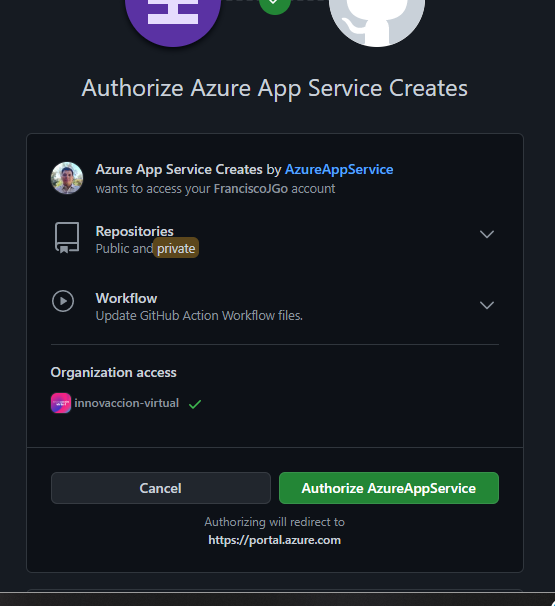 Authorize Azure App Service Creates
Azure App Service Creates by AzureAppService
wants to access your FranciscoJGo account
Repositories
Public and private
Workflow
Update GitHub Action Workflow files.
Organization access
innovaccion-virtual
Cancel
Authorize AzureAppService
Authorizing will redirect to
https://portal.azure.com